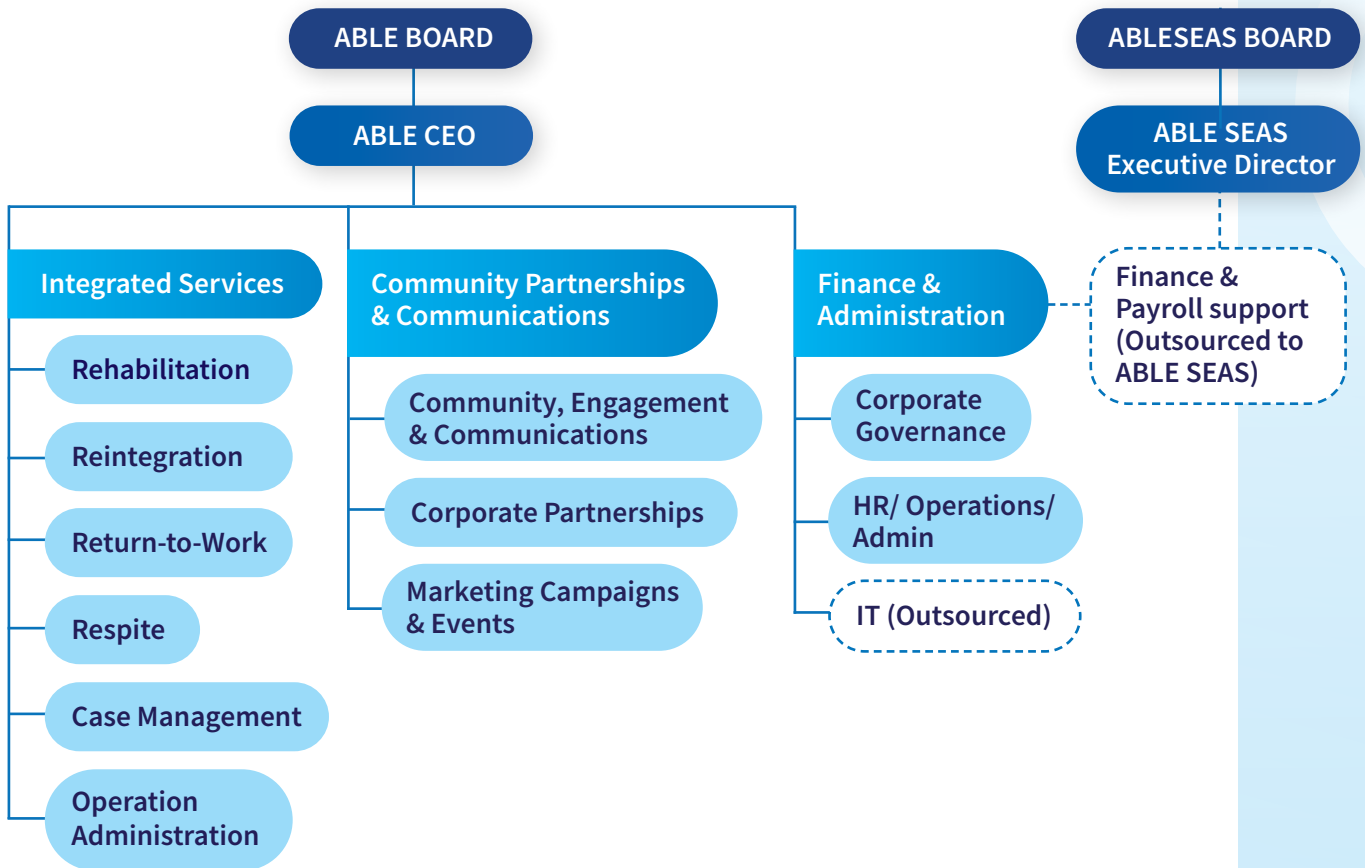 ABLE BOARD
ABLE CEO
Integrated Services
Rehabilitation
Reintegration
Return-to-Work
Respite
Case Management
Operation
Administration
Community Partnerships
& Communications
Community, Engagement
& Communications
Corporate Partnerships
Marketing Campaigns
& Events
Finance &
Administration
Corporate
Governance
HR/ Operations/
Admin
IT (Outsourced)
ABLESEAS BOARD
ABLE SEAS
Executive Director
Finance &
Payroll support
(Outsourced to
ABLE SEAS)